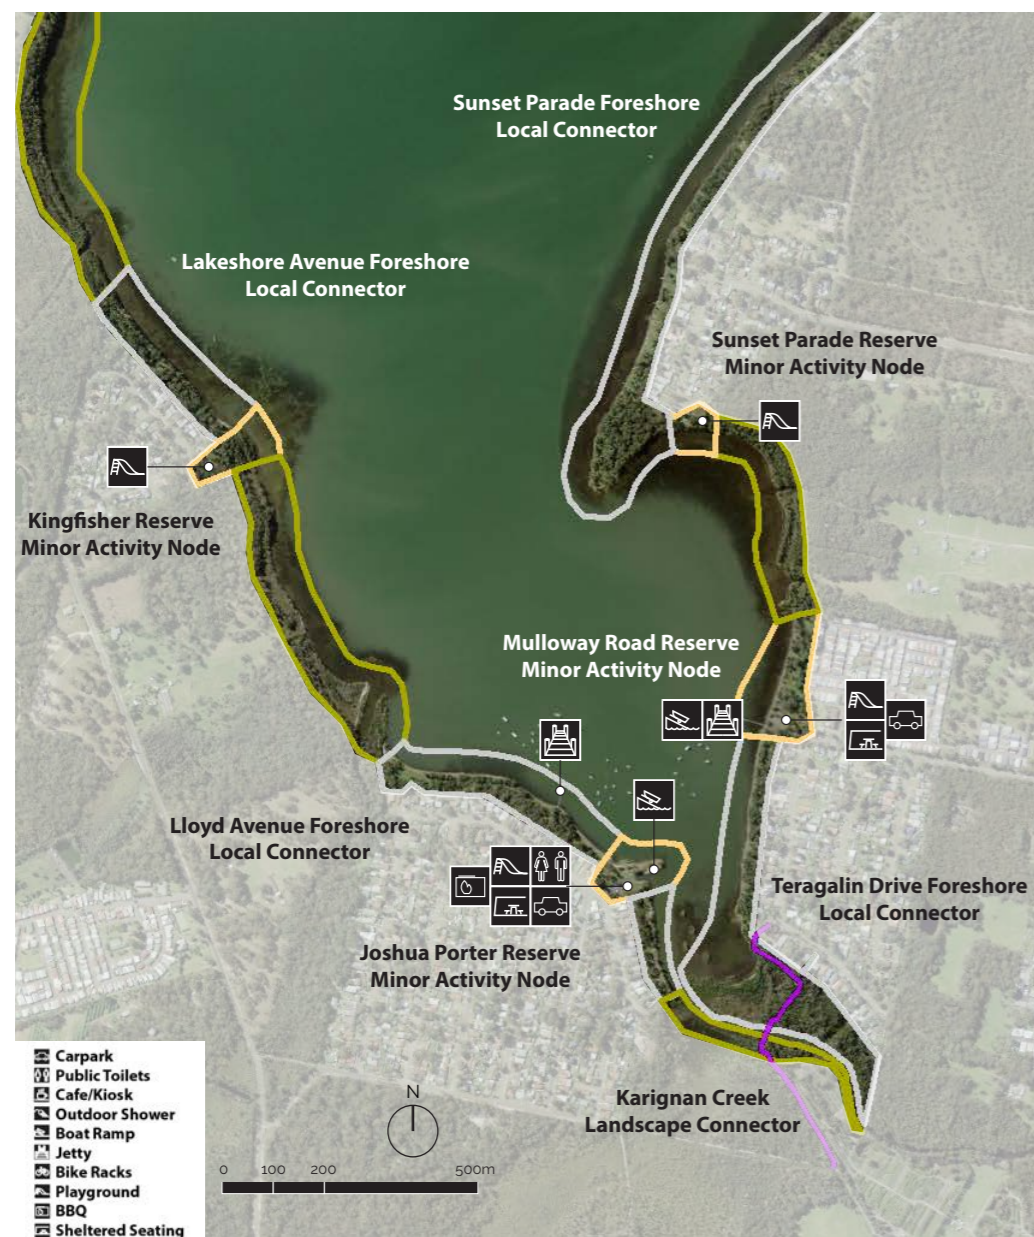 Sunset Parade Foreshore
Local Connector
Lakeshore Avenue Foreshore
Local Connector
Sunset Parade Reserve
Minor Activity Node
Kingfisher Reserve
Minor Activity Node
Mulloway Road Reserve
Minor Activity Node
Lloyd Avenue Foreshore
Local Connector
Teragalin Drive Foreshore
Local Connector
Joshua Porter Reserve
Minor Activity Node
Karignan Creek
Landscape Connector
Carpark
Public Toilets
Cafe/Kiosk
Outdoor Shower
Boat Ramp
Jetty
Bike Racks
Playground
BBQ
Sheltered Seating
N
0 100 200 500m